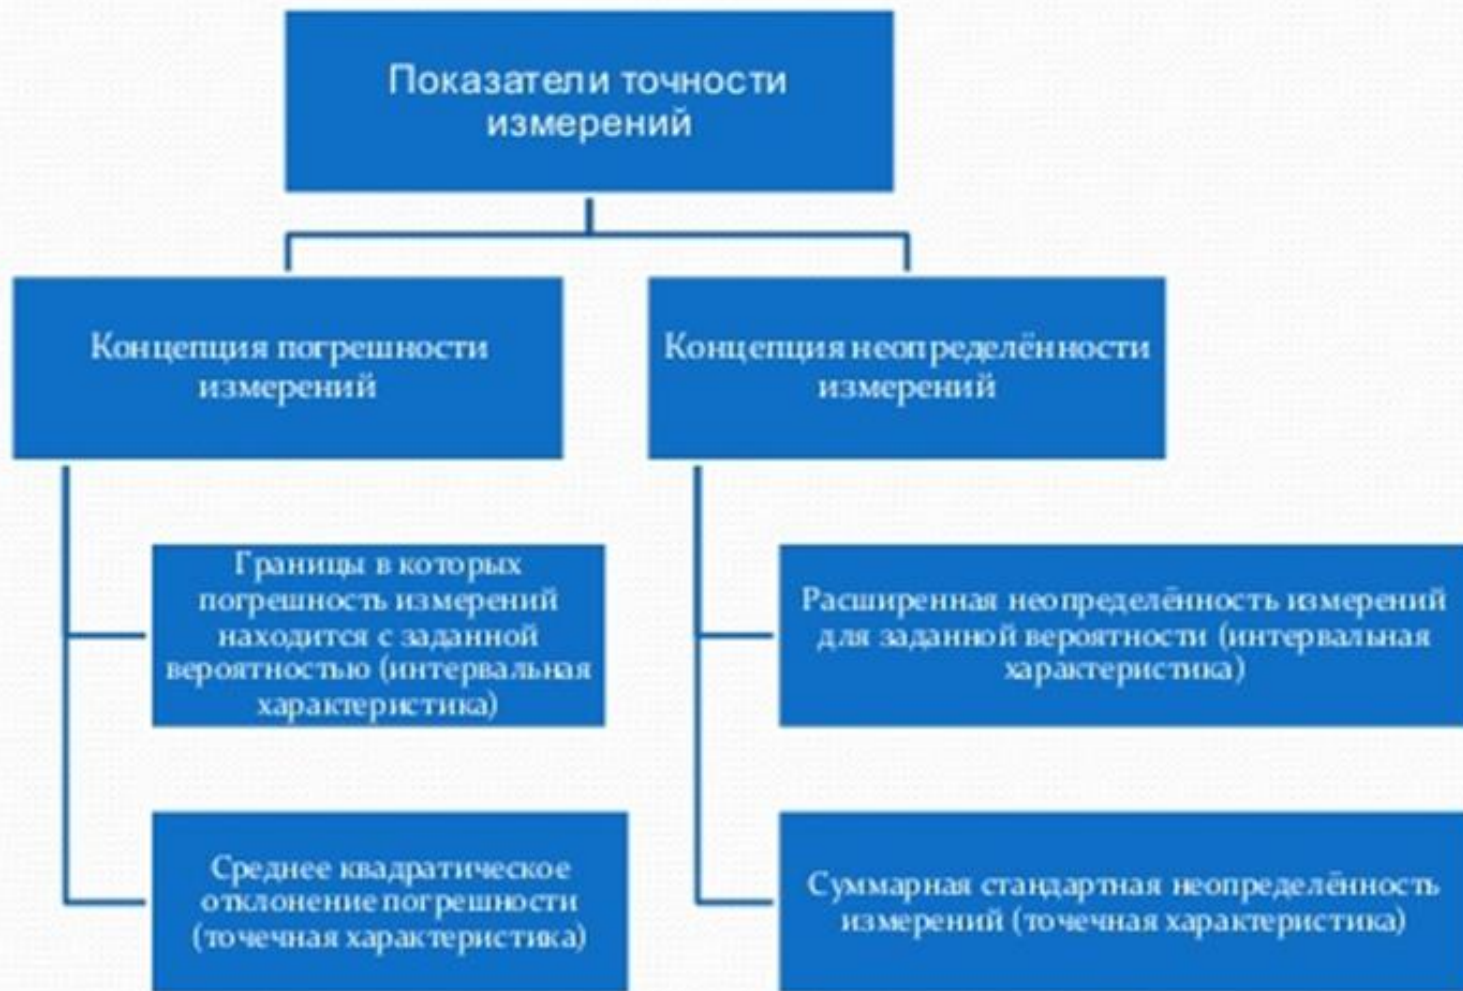 Показатели точности
измерений
Концепция погрешности
измерений
Концепция неопределённости
измерений
Границы в которых
погрешность измерений
находится с заданной
вероятностью (интервальная
характеристика)
Расширенная неопределённость измерений
для заданной вероятности (интервальная
характеристика)
Среднее квадратическое
отклонение погрешности
(точечная характеристика)
Суммарная стандартная неопределённость
измерений (точечная характеристика)